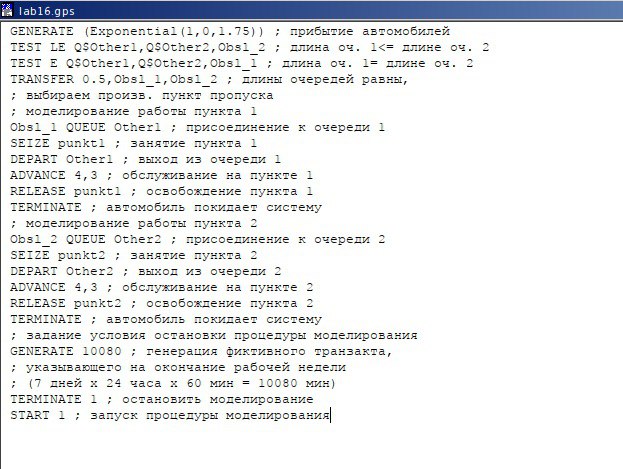 lab16.gps
GENERATE (Exponential(1,0,1.75)) ; прибытие автомобилей
TEST LE Q$Other1,Q$Other2,Obsl_2 ; длина оч. 1<= длине оч. 2
TEST E Q$Other1,Q$Other2,Obsl_1 ; длина оч. 1= длине оч. 2
TRANSFER 0.5,Obsl_1,Obsl_2 ; длины очередей равны,
; выбираем произв. пункт пропуска
; моделирование работы пункта 1
Obsl_1 QUEUE Other1 ; присоединение к очереди 1
SEIZE punkt1 ; занятие пункта 1
DEPART Other1 ; выход из очереди 1
ADVANCE 4,3 ; обслуживание на пункте 1
RELEASE punkt1 ; освобождение пункта 1
TERMINATE ; автомобиль покидает систему
; моделирование работы пункта 2
Obsl_2 QUEUE Other2 ; присоединение к очереди 2
SEIZE punkt2 ; занятие пункта 2
DEPART Other2 ; выход из очереди 2
ADVANCE 4,3 ; обслуживание на пункте 2
RELEASE punkt2 ; освобождение пункта 2
TERMINATE ; автомобиль покидает систему
; задание условия остановки процедуры моделирования
GENERATE 10080 ; генерация фиктивного транзакта,
; указывающего на окончание рабочей недели
; (7 дней x 24 часа x 60 мин = 10080 мин)
TERMINATE 1 ; остановить моделирование
START 1 ; запуск процедуры моделирования